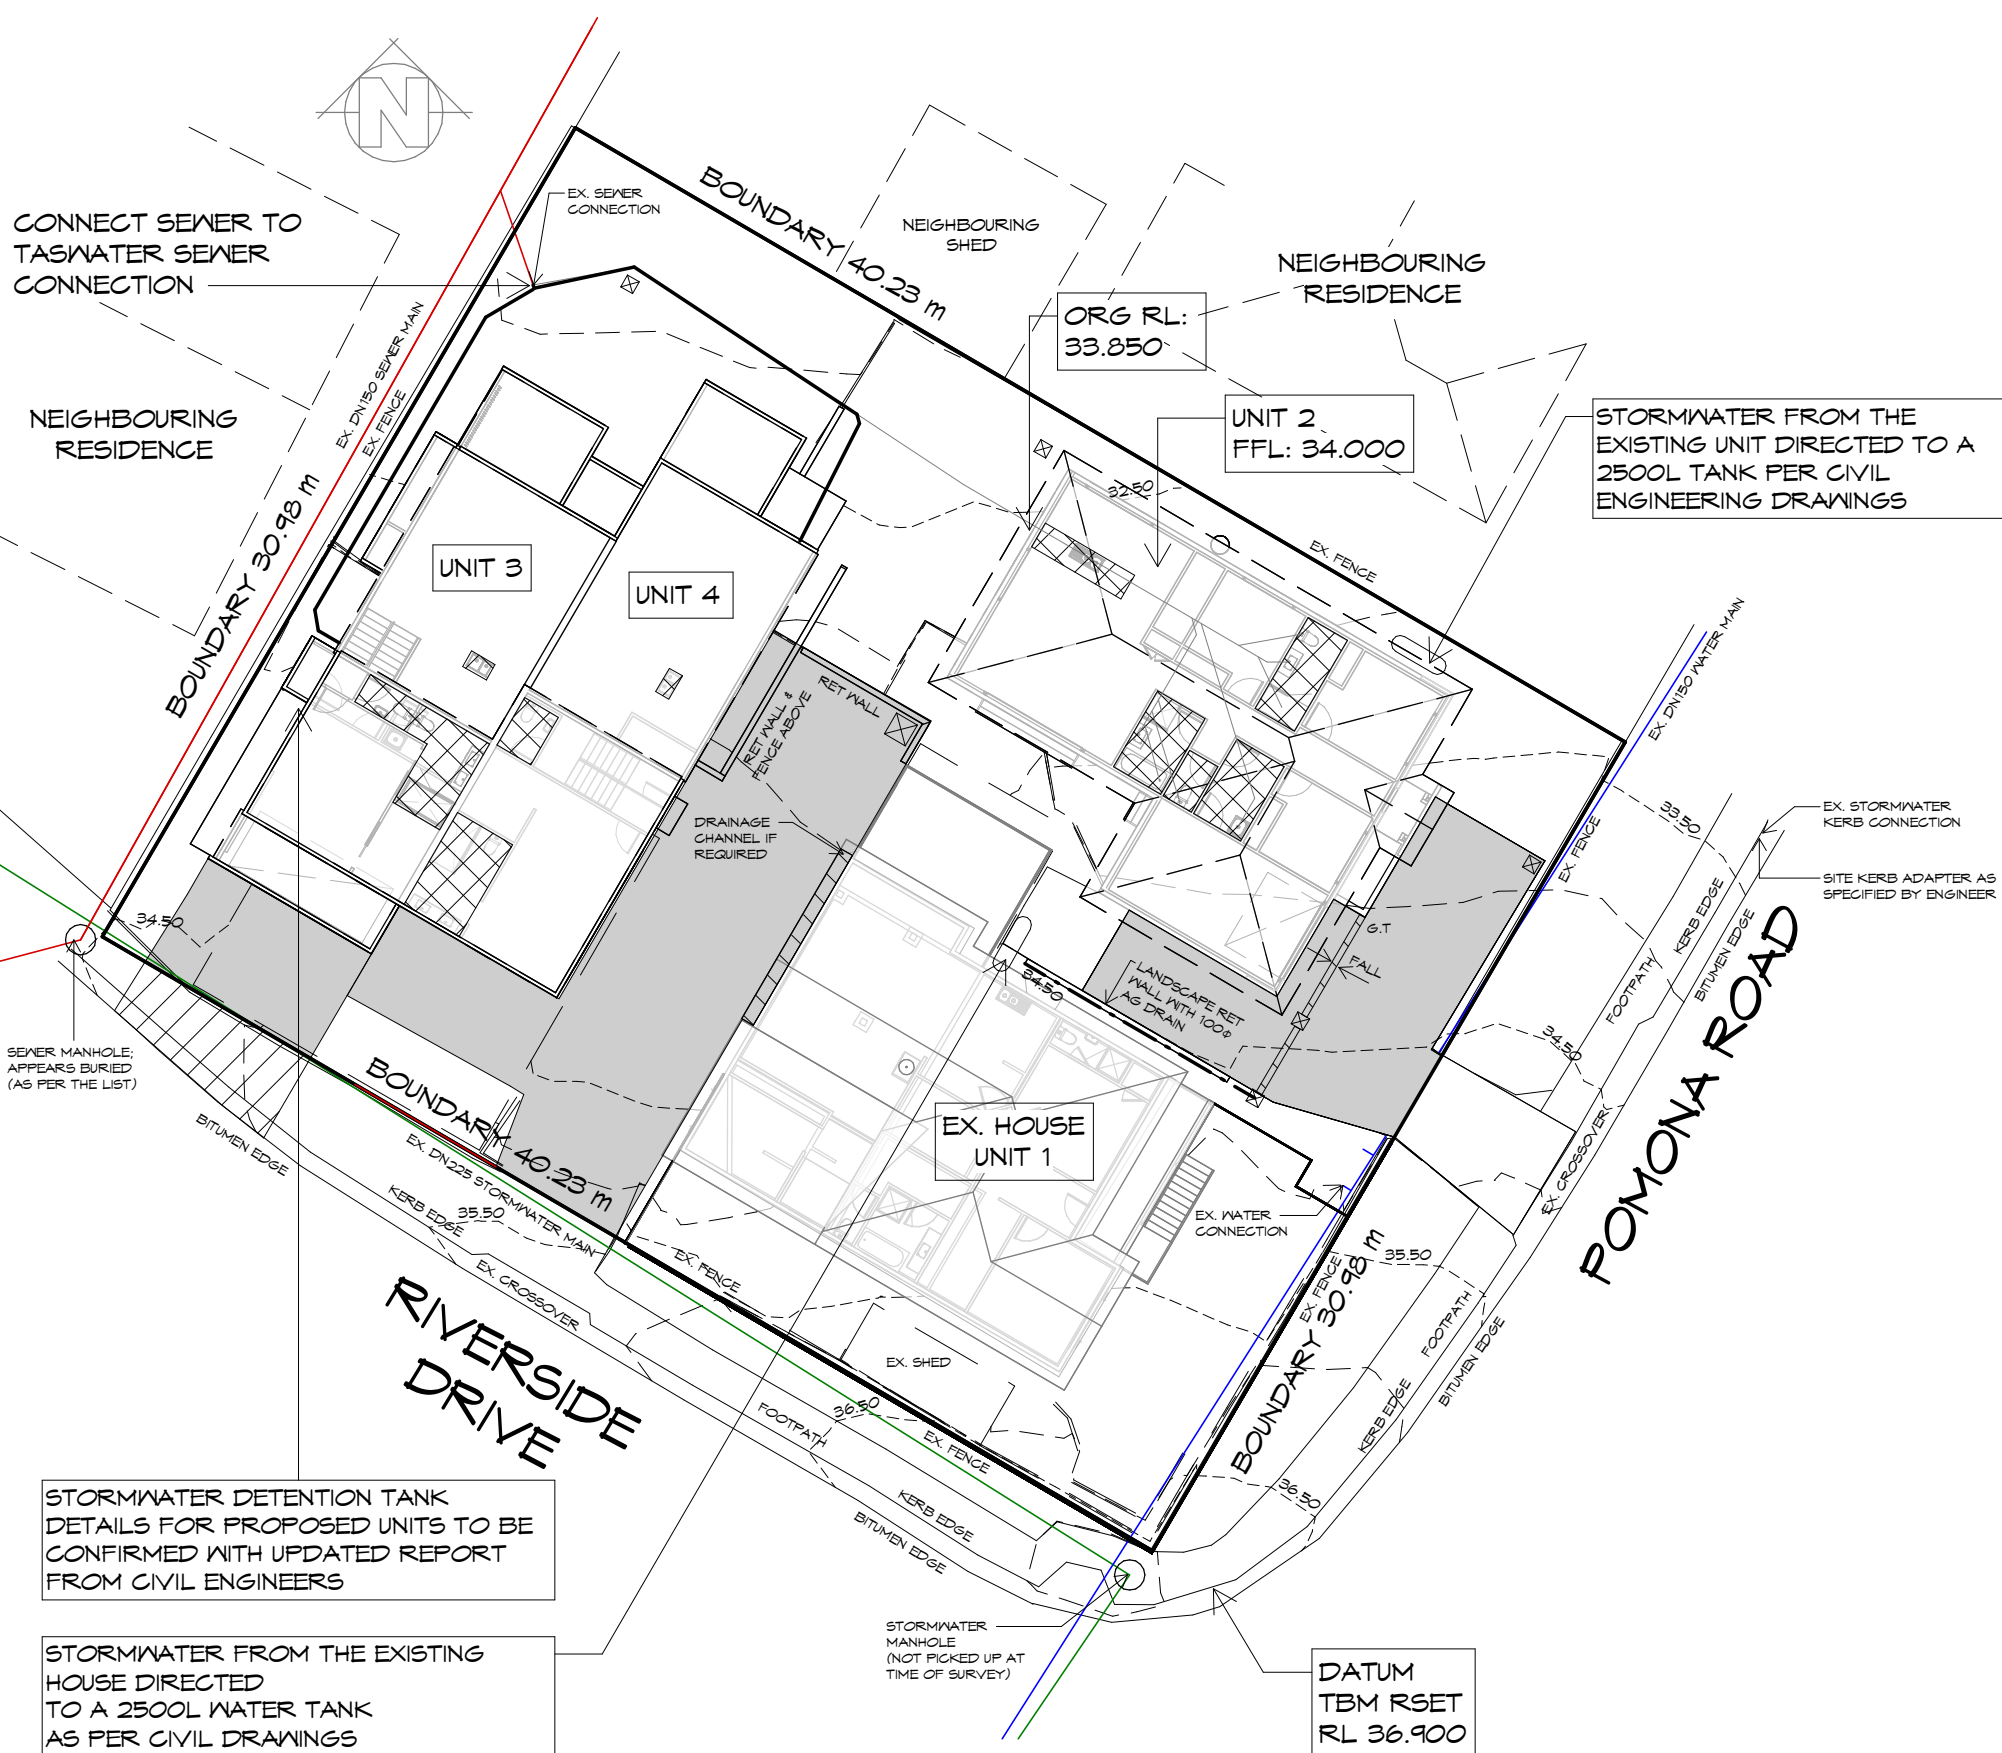 N
CONNECT SEWER TO
TASWATER SEWER
CONNECTION
EX. SEWER
CONNECTION
BOUNDARY 40.23 m
NEIGHBOURING
SHED
NEIGHBOURING
RESIDENCE
ORG RL:
33.850
UNIT 2
FFL: 34.000
STORMWATER FROM THE
EXISTING UNIT DIRECTED TO A
2500L TANK PER CIVIL
ENGINEERING DRAWINGS
NEIGHBOURING
RESIDENCE
EX. DN150 SEWER MAIN
EX. FENCE
BOUNDARY 30.98 m
UNIT 3
UNIT 4
32.50
EX. FENCE
EX. DN150 WATER MAIN
RET WALL
RET WALL &
FENCE ABOVE
DRAINAGE
CHANNEL IF
REQUIRED
33.50
EX. STORMWATER
KERB CONNECTION
EX. FENCE
SITE KERB ADAPTER AS
SPECIFIED BY ENGINEER
KERB EDGE
BITUMEN EDGE
FOOTPATH
G.T
FALL
LANDSCAPE RET
WALL WITH 100Φ
AG DRAIN
34.50
34.50
34.50
POMONA ROAD
SEWER MANHOLE;
APPEARS BURIED
(AS PER THE LIST)
BITUMEN EDGE
BOUNDARY 40.23 m
EX. DN225 STORMWATER MAIN
KERB EDGE
35.50
EX. CROSSOVER
EX. HOUSE
UNIT 1
EX. WATER
CONNECTION
EX. CROSSOVER
35.50
EX. FENCE
BOUNDARY 30.98 m
FOOTPATH
KERB EDGE
BITUMEN EDGE
EX. FENCE
EX. SHED
RIVERSIDE
DRIVE
36.50
FOOTPATH
EX. FENCE
KERB EDGE
BITUMEN EDGE
36.50
STORMWATER DETENTION TANK
DETAILS FOR PROPOSED UNITS TO BE
CONFIRMED WITH UPDATED REPORT
FROM CIVIL ENGINEERS
STORMWATER FROM THE EXISTING
HOUSE DIRECTED
TO A 2500L WATER TANK
AS PER CIVIL DRAWINGS
STORMWATER
MANHOLE
(NOT PICKED UP AT
TIME OF SURVEY)
DATUM
TBM RSET
RL 36.900